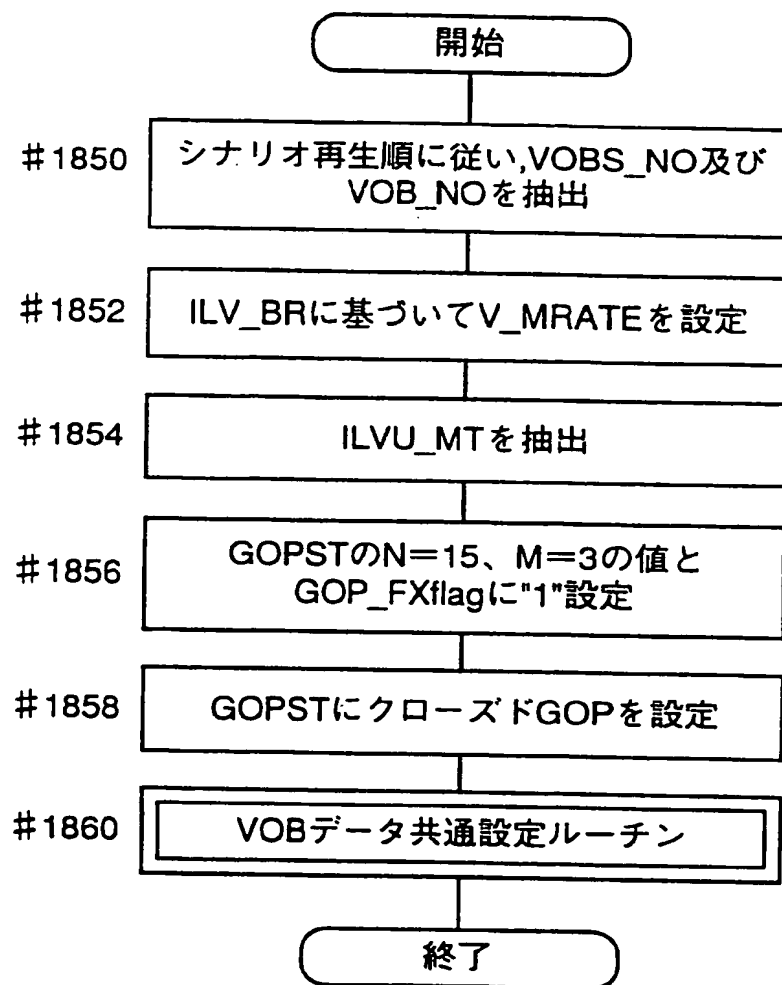 開始
#1850
シナリオ再生順に従い,VOBS_NO及び
VOB_NOを抽出
#1852
ILV_BRに基づいてV_MRATEを設定
#1854
ILVU_MTを抽出
#1856
GOPSTのN＝15、M＝3の値と
GOP_FXflagに"1"設定
#1858
GOPSTにクローズドGOPを設定
#1860
VOBデータ共通設定ルーチン
終了